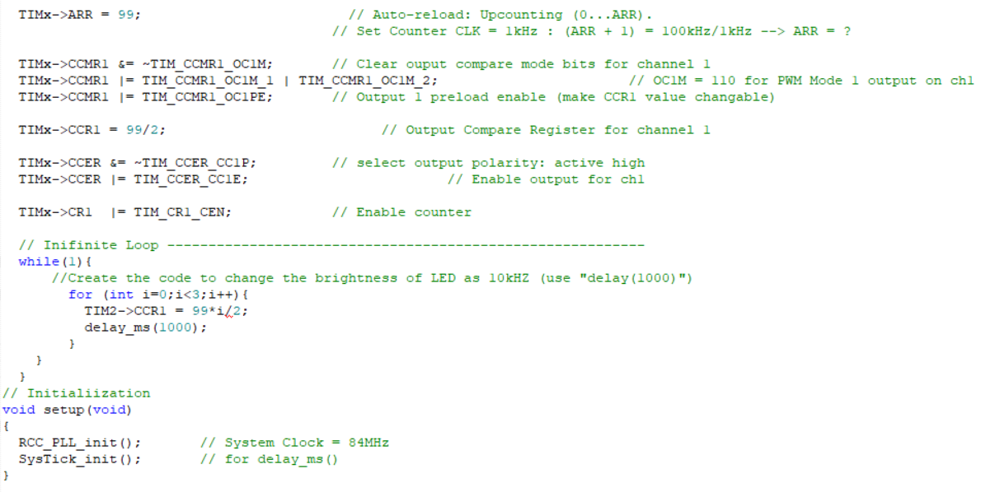 TIMx->ARR = 99; // Auto-reload: Upcounting (0...ARR).
// Set Counter CLK = 1kHz : (ARR + 1) = 100kHz/1kHz --> ARR = ?
TIMx->CCMR1 &= ~TIM_CCMR1_OC1M; // Clear ouput compare mode bits for channel 1
TIMx->CCMR1 |= TIM_CCMR1_OC1M_1 | TIM_CCMR1_OC1M_2; // OC1M = 110 for PWM Mode 1 output on ch1
TIMx->CCMR1 |= TIM_CCMR1_OC1PE; // Output 1 preload enable (make CCR1 value changable)
TIMx->CCR1 = 99/2; // Output Compare Register for channel 1
TIMx->CCER &= ~TIM_CCER_CC1P; // select output polarity: active high
TIMx->CCER |= TIM_CCER_CC1E; // Enable output for ch1
TIMx->CR1 |= TIM_CR1_CEN; // Enable counter
// Inifinite Loop ----------------------------------------------------------
while(1){
//Create the code to change the brightness of LED as 10kHZ (use "delay(1000)")
for (int i=0;i<3;i++){
TIM2->CCR1 = 99*i/2;
delay_ms(1000);
}
}
}
// Initialiization
void setup(void)
{
RCC_PLL_init(); // System Clock = 84MHz
SysTick_init(); // for delay_ms()
}